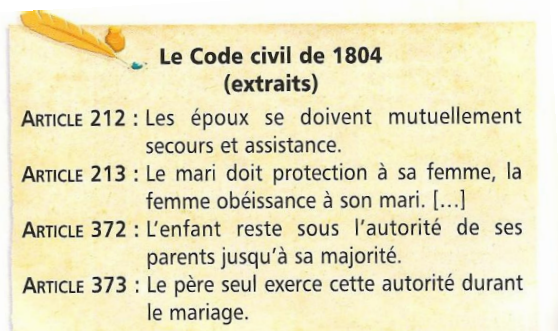 Le Code civil de 1804
(extraits)
ARTICLE 212 : Les époux se doivent mutuellement
secours et assistance.
ARTICLE 213 : Le mari doit protection à sa femme, la
femme obéissance à son mari. [...]
ARTICLE 372 : L'enfant reste sous l'autorité de ses
parents jusqu'à sa majorité.
ARTICLE 373 : Le père seul exerce cette autorité durant
le mariage.